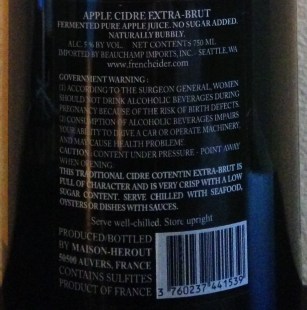 APPLE CIDRE EXTRA-BRUT
FERMENTED PURE APPLE JUICE. NO SUGAR ADDED.
NATURALLY BUBBLY.
ALC. 5 % BY VOL. NET CONTENTS 750 ML
IMPORTED BY BEAUCHAMP IMPORTS, INC. SEATTLE, WA
www.frenchcider.com
GOVERNMENT WARNING :
(1) ACCORDING TO THE SURGEON GENERAL, WOMEN
SHOULD NOT DRINK ALCOHOLIC BEVERAGES DURING
PREGNANCY BECAUSE OF THE RISK OF BIRTH DEFECTS.
(2) CONSUMPTION OF ALCOHOLIC BEVERAGES IMPAIRS
YOUR ABILITY TO DRIVE A CAR OR OPERATE MACHINERY,
AND MAY CAUSE HEALTH PROBLEMS.
CAUTION: CONTENT UNDER PRESSURE - POINT AWAY
WHEN OPENING.
THIS TRADITIONAL CIDRE COTENTIN EXTRA-BRUT IS
FULL OF CHARACTER AND IS VERY CRISP WITH A LOW
SUGAR CONTENT. SERVE CHILLED WITH SEAFOOD,
OYSTERS OR DISHES WITH SAUCES.
Serve well-chilled. Store upright
PRODUCED/BOTTLED
BY MAISON-HEROUT
50500 AUVERS, FRANCE
CONTAINS SULFITES
PRODUCT OF FRANCE
3 760237 441539